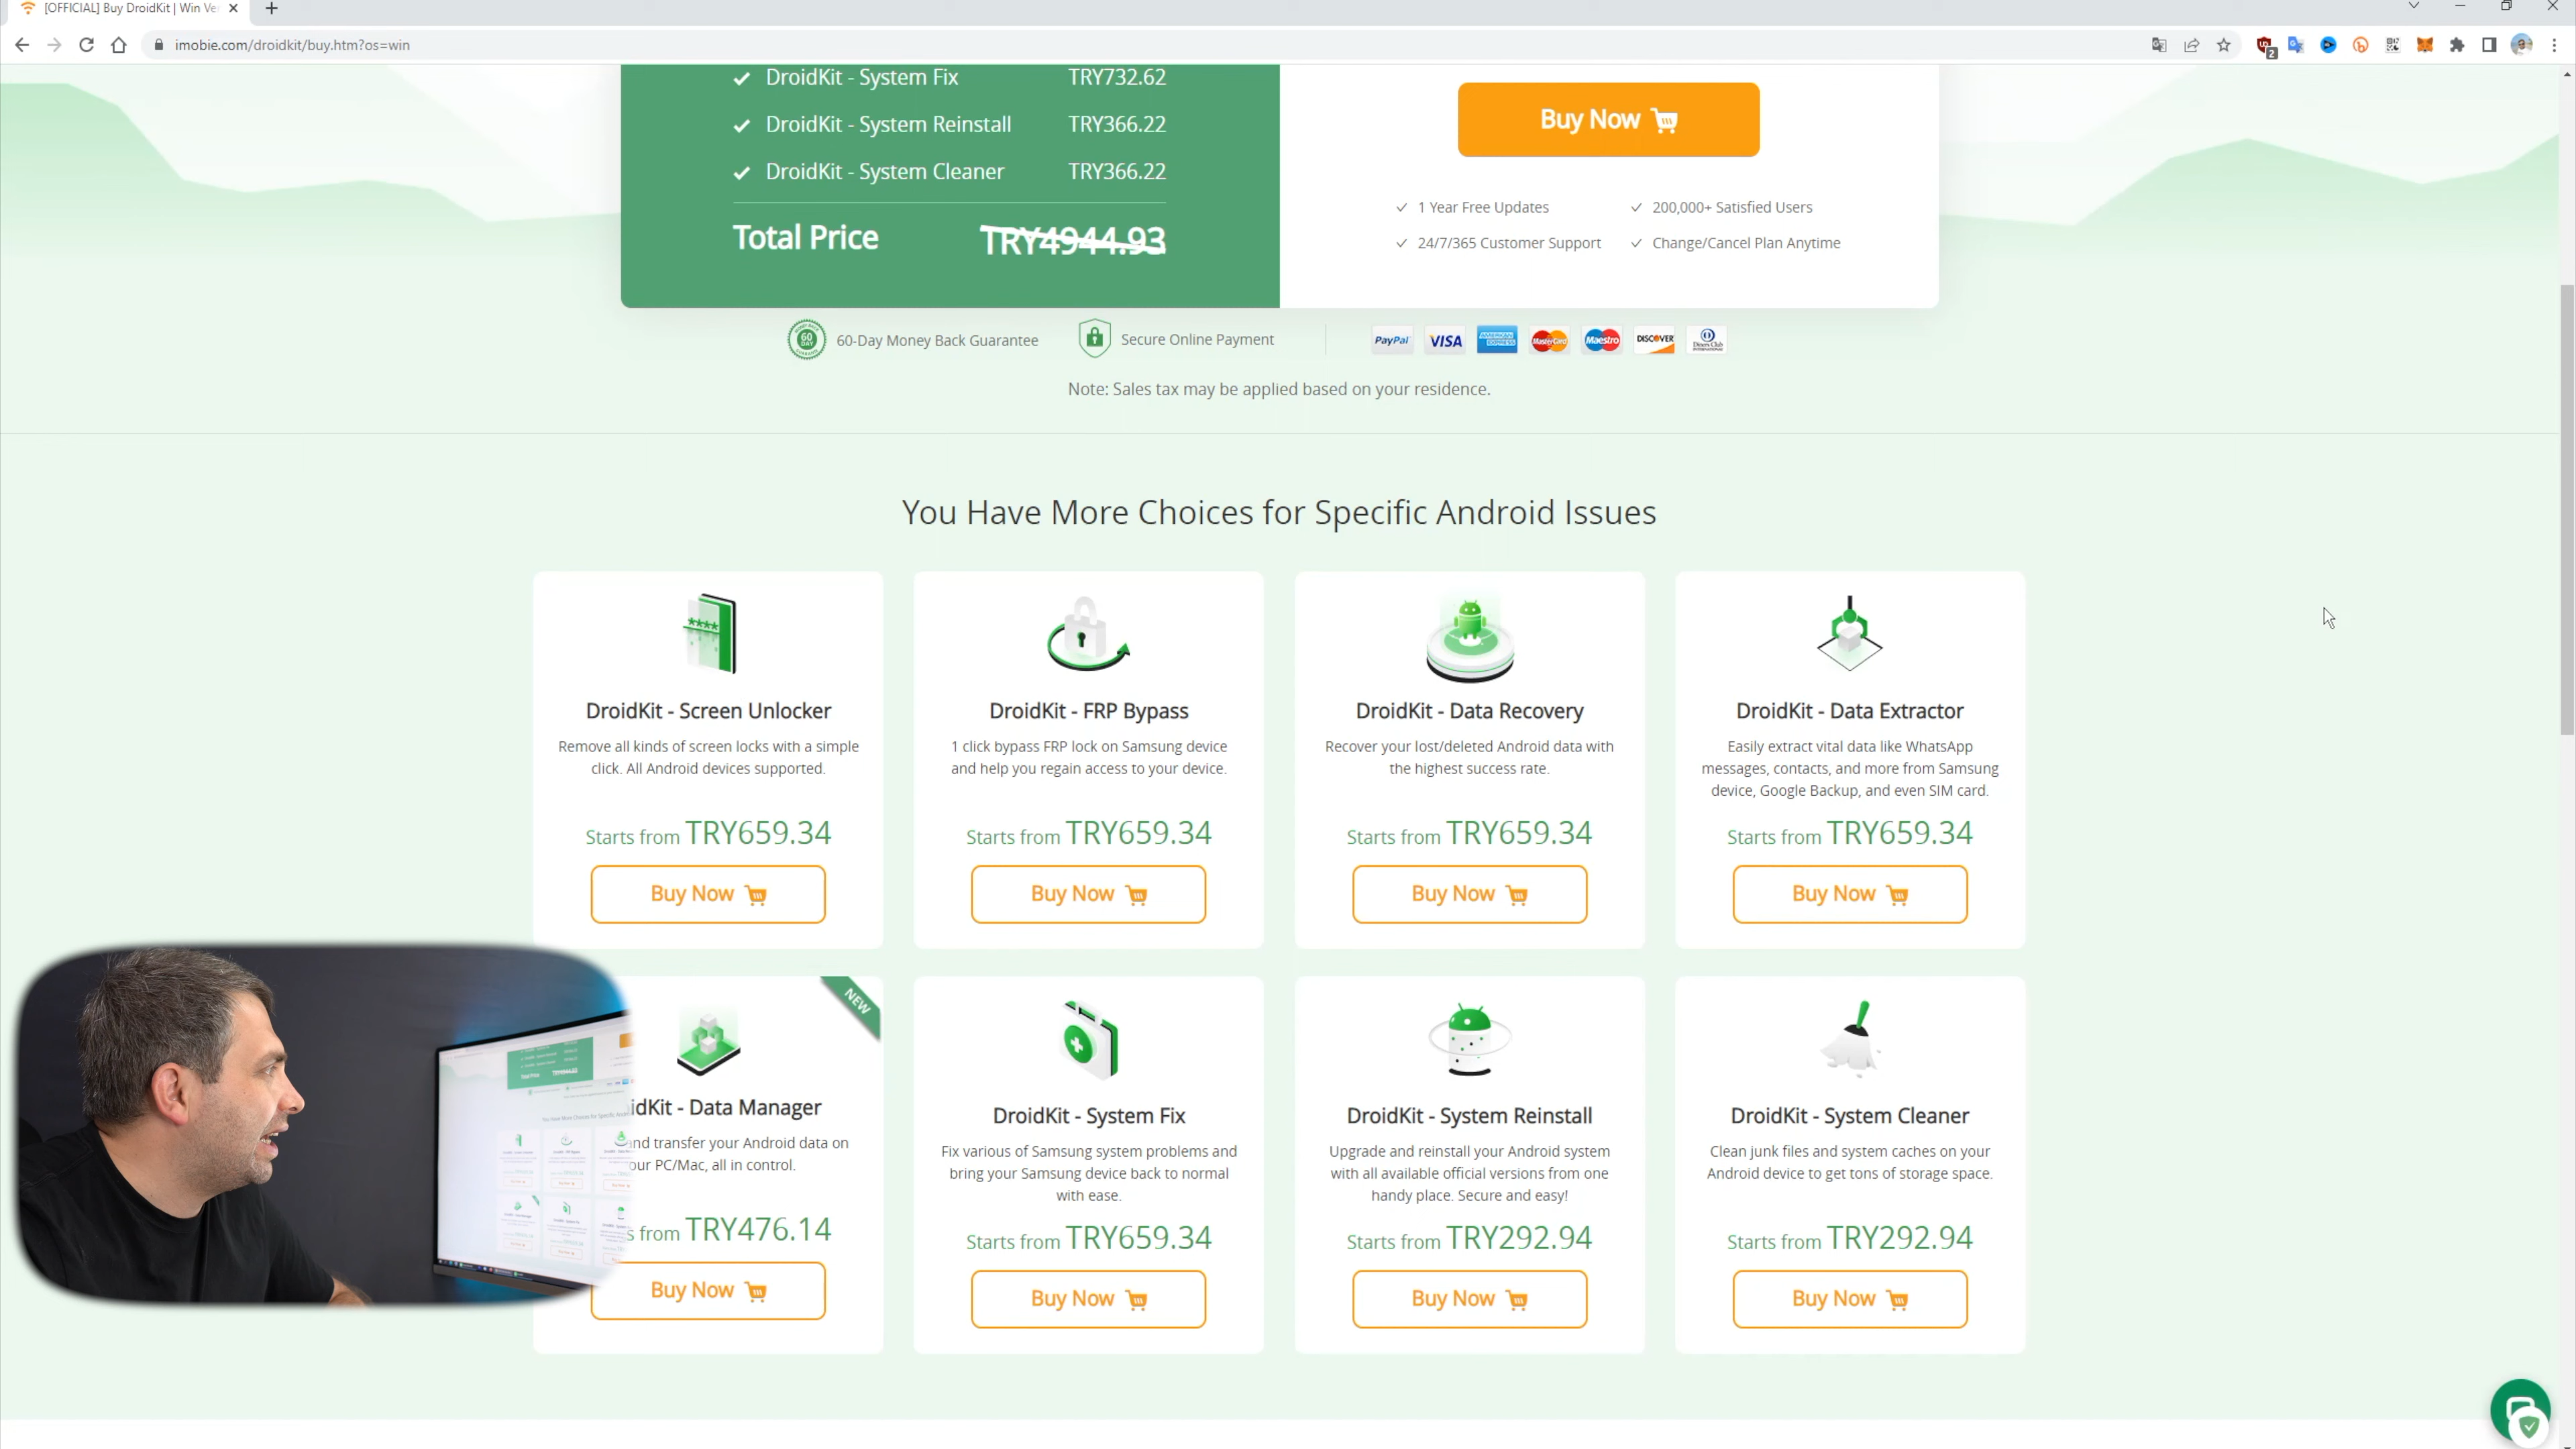 [OFFICIAL] Buy DroidKit | Win Ve
imobie.com/droidkit/buy.htm?os=win
2
DroidKit - System Fix TRY732.62
DroidKit - System Reinstall TRY366.22
DroidKit - System Cleaner TRY366.22
Total Price TRY4944.93
Buy Now
1 Year Free Updates
200,000+ Satisfied Users
24/7/365 Customer Support
Change/Cancel Plan Anytime
60
60-Day Money Back Guarantee
Secure Online Payment
PayPal
VISA
AMERICAN EXPRESS
MasterCard
Maestro
DISCOVER
Diners Club
INTERNATIONAL
Note: Sales tax may be applied based on your residence.
You Have More Choices for Specific Android Issues
****
DroidKit - Screen Unlocker
Remove all kinds of screen locks with a simple
click. All Android devices supported.
Starts from TRY659.34
Buy Now
DroidKit - FRP Bypass
1 click bypass FRP lock on Samsung device
and help you regain access to your device.
Starts from TRY659.34
Buy Now
DroidKit - Data Recovery
Recover your lost/deleted Android data with
the highest success rate.
Starts from TRY659.34
Buy Now
DroidKit - Data Extractor
Easily extract vital data like WhatsApp
messages, contacts, and more from Samsung
device, Google Backup, and even SIM card.
Starts from TRY659.34
Buy Now
NEW
idKit - Data Manager
nd transfer your Android data on
our PC/Mac, all in control.
s from TRY476.14
Buy Now
DroidKit - System Fix
Fix various of Samsung system problems and
bring your Samsung device back to normal
with ease.
Starts from TRY659.34
Buy Now
DroidKit - System Reinstall
Upgrade and reinstall your Android system
with all available official versions from one
handy place. Secure and easy!
Starts from TRY292.94
Buy Now
DroidKit - System Cleaner
Clean junk files and system caches on your
Android device to get tons of storage space.
Starts from TRY292.94
Buy Now